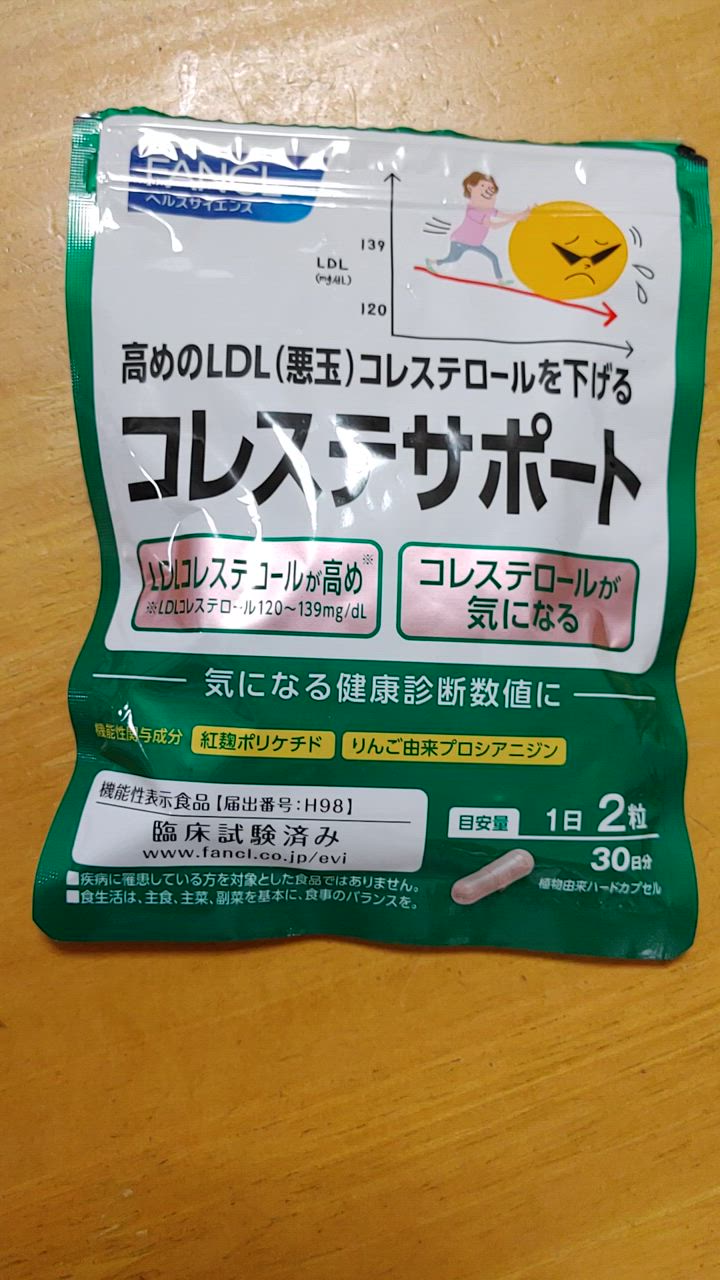 FANCL
ヘルスサイエンス
139
LDL
(mg/dL)
120
高めのLDL(悪玉)コレステロールを下げる
コレステサポート
LDLコレステロールが高め※
※LDLコレステロール120～139mg/dL
コレステロールが
気になる
気になる健康診断数値に
機能性関与成分 紅麹ポリケチド りんご由来プロシアニジン
機能性表示食品【届出番号:H98】
臨床試験済み
www.fancl.co.jp/evi
目安量 1日 2粒
30日分
植物由来ハードカプセル
■疾病に罹患している方を対象とした食品ではありません。
■食生活は、主食、主菜、副菜を基本に、食事のバランスを。